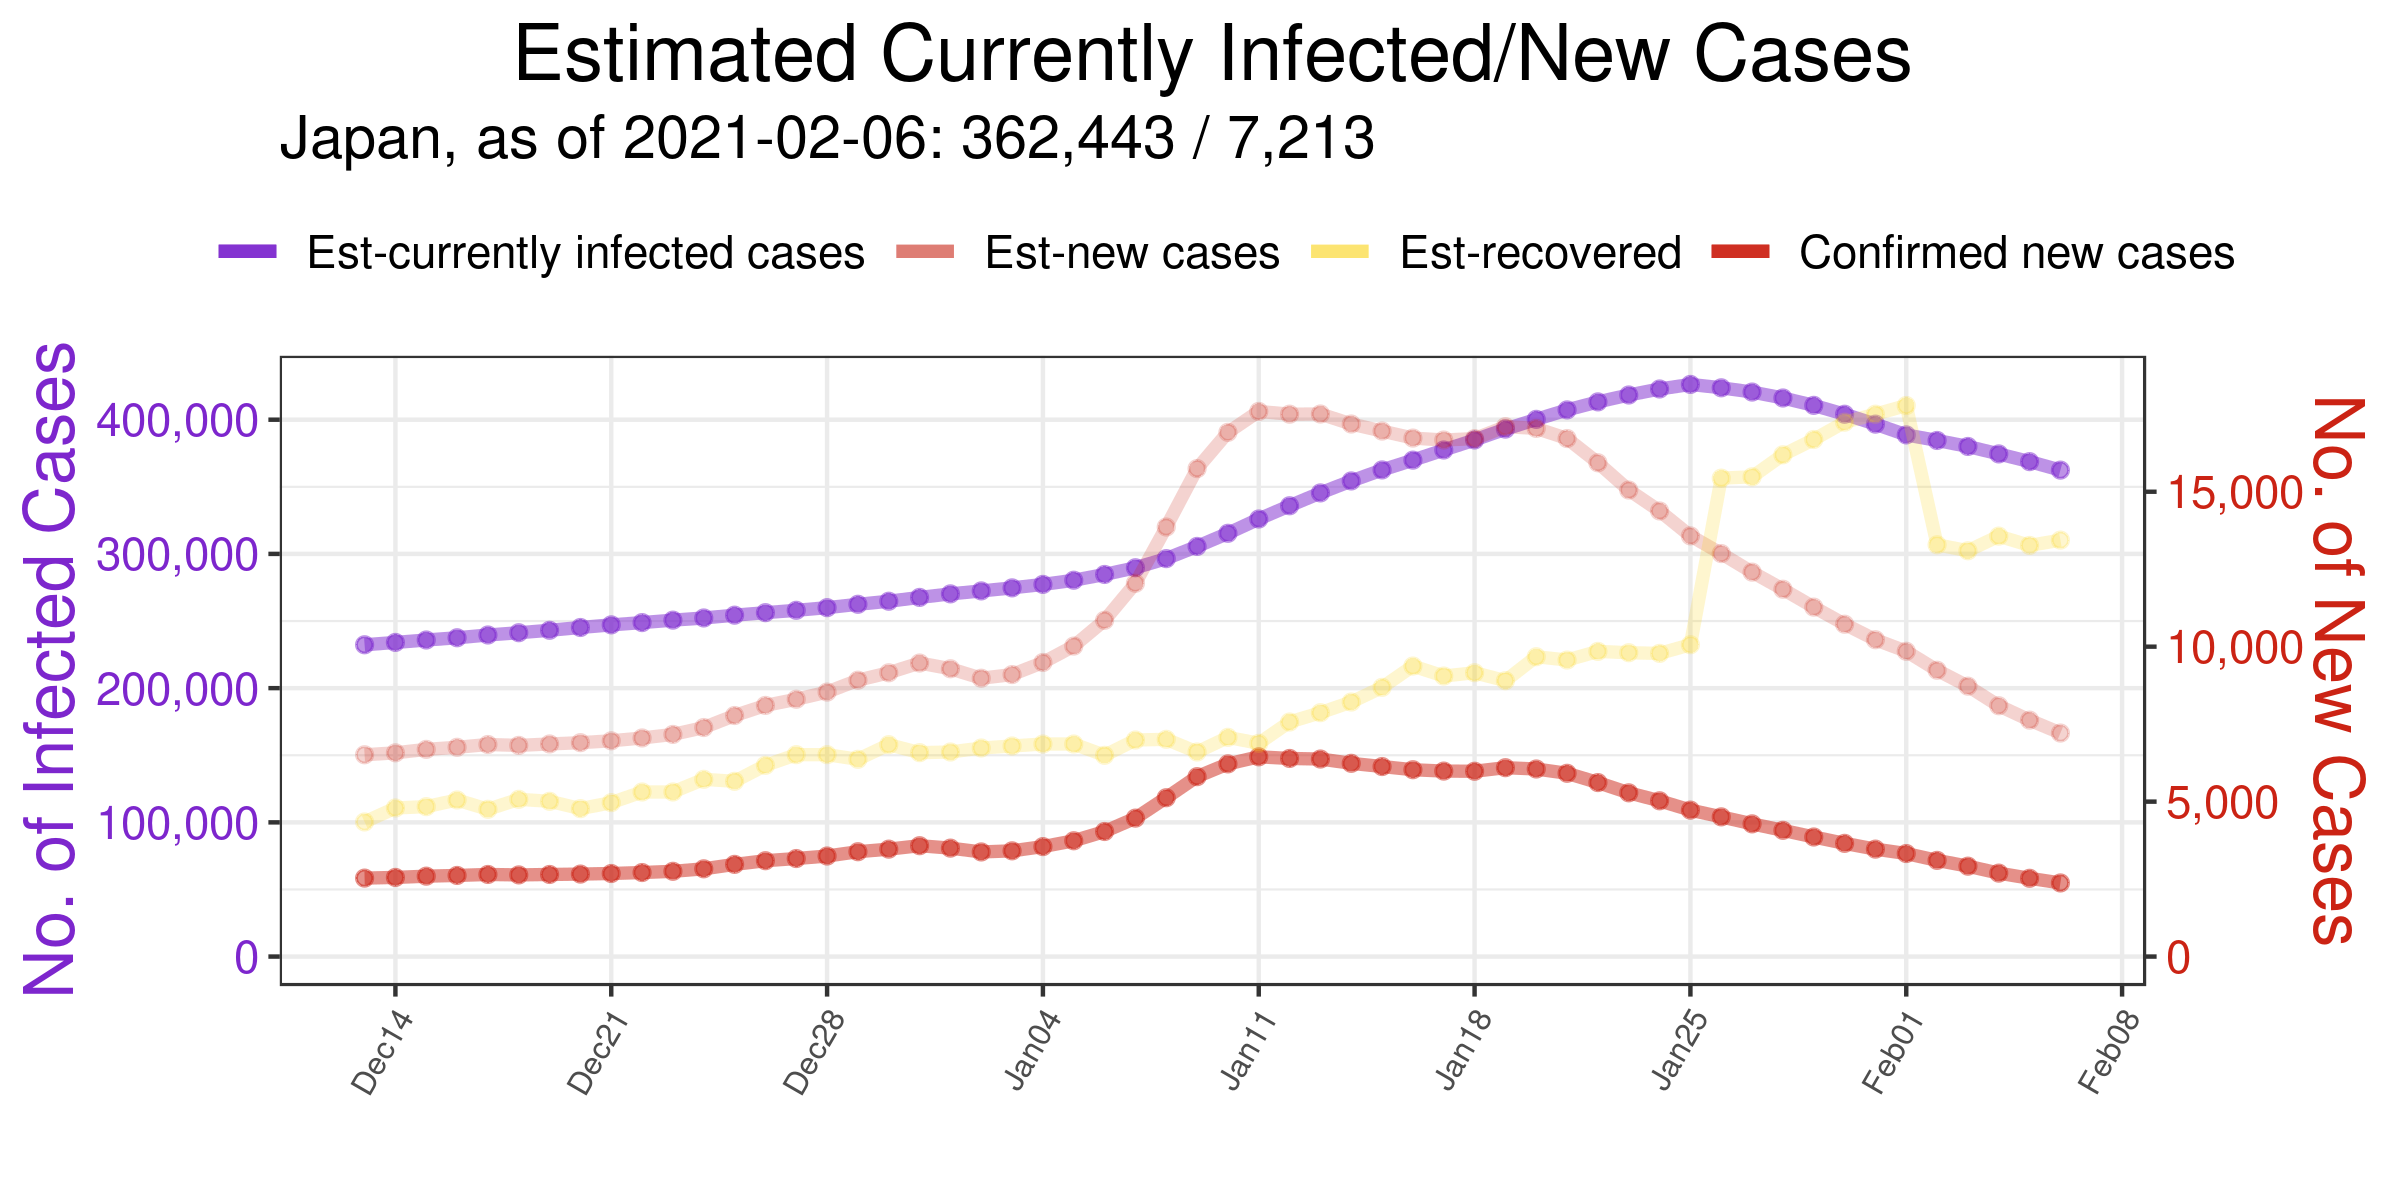 Estimated Currently Infected/New Cases
Japan, as of 2021-02-06: 362,443 / 7,213
Est-currently infected cases Est-new cases Est-recovered Confirmed new cases
No. of Infected Cases
400,000
300,000
200,000
100,000
0
15,000
10,000
5,000
0
No. of New Cases
Dec14 Dec21 Dec28 Jan04 Jan11 Jan18 Jan25 Feb01 Feb08